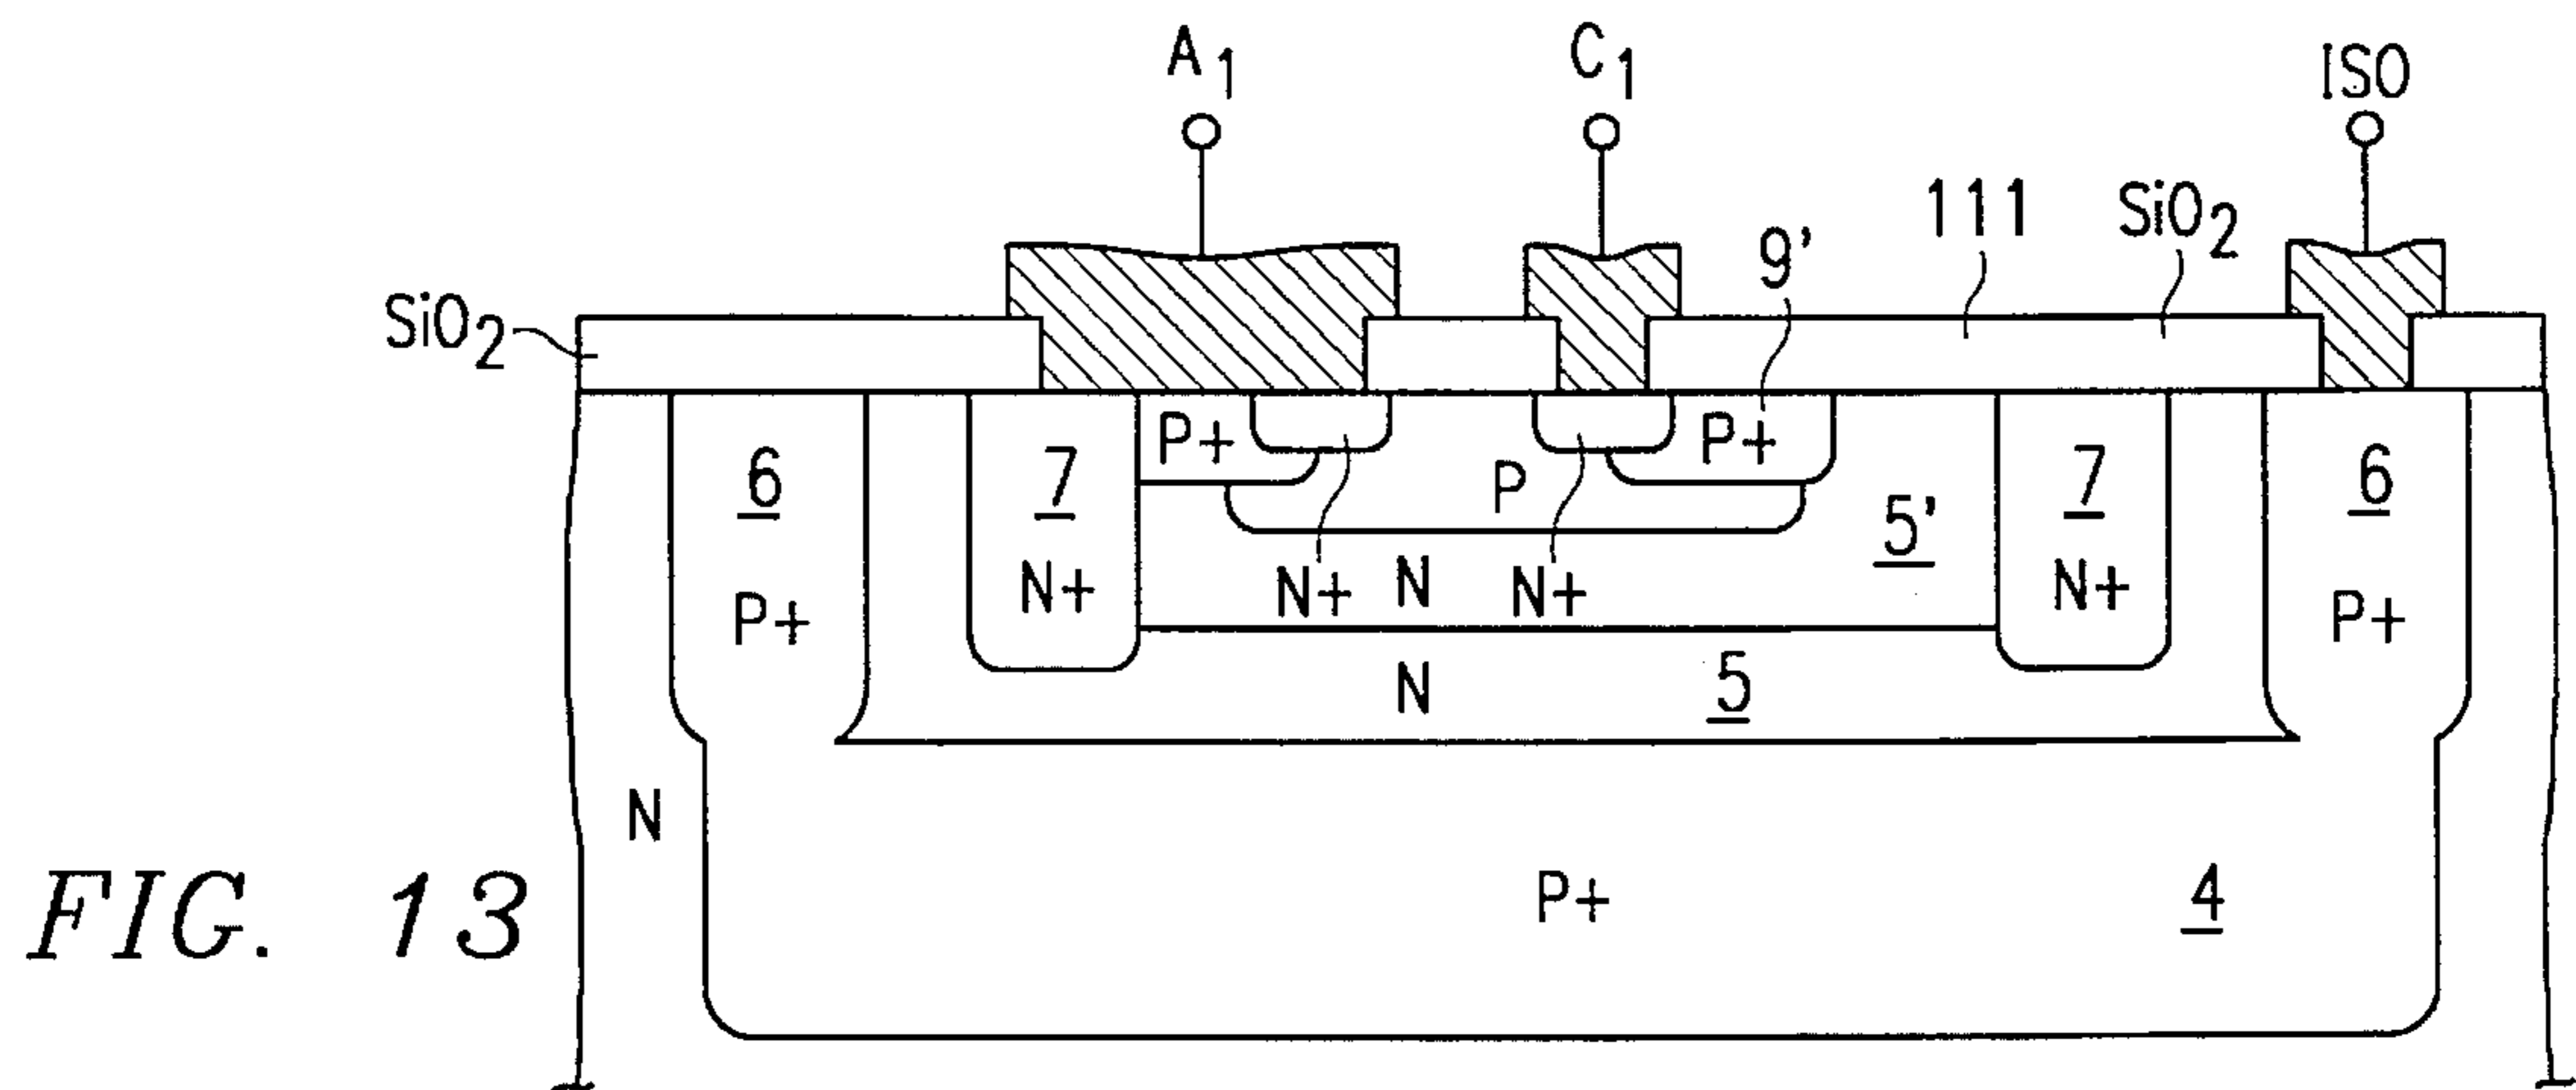 A1 C1 ISO
SiO2 9' 111 SiO2
P+ N+ N+ P+
6 7 P 5' 7 6
P+ N+ N N+ N+ P+
N 5
N
P+ 4
FIG. 13